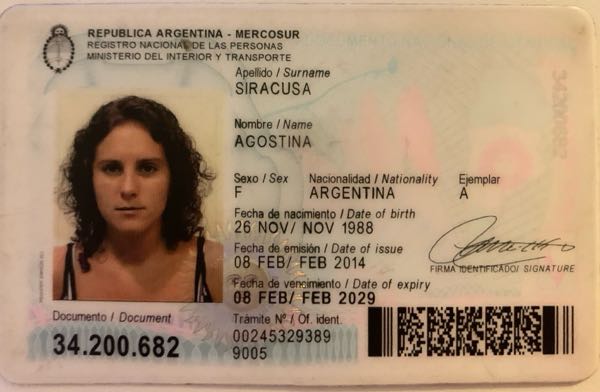 REPUBLICA ARGENTINA - MERCOSUR
REGISTRO NACIONAL DE LAS PERSONAS
MINISTERIO DEL INTERIOR Y TRANSPORTE
Apellido / Surname
SIRACUSA
Nombre / Name
AGOSTINA
Sexo / Sex Nacionalidad / Nationality Ejemplar
F ARGENTINA A
Fecha de nacimiento / Date of birth
26 NOV/ NOV 1988
Fecha de emisión / Date of issue
08 FEB/ FEB 2014
FIRMA IDENTIFICADO/ SIGNATURE
Fecha de vencimiento / Date of expiry
08 FEB/ FEB 2029
Documento / Document Trámite Nº / Of. ident.
34.200.682 00245329389
9005